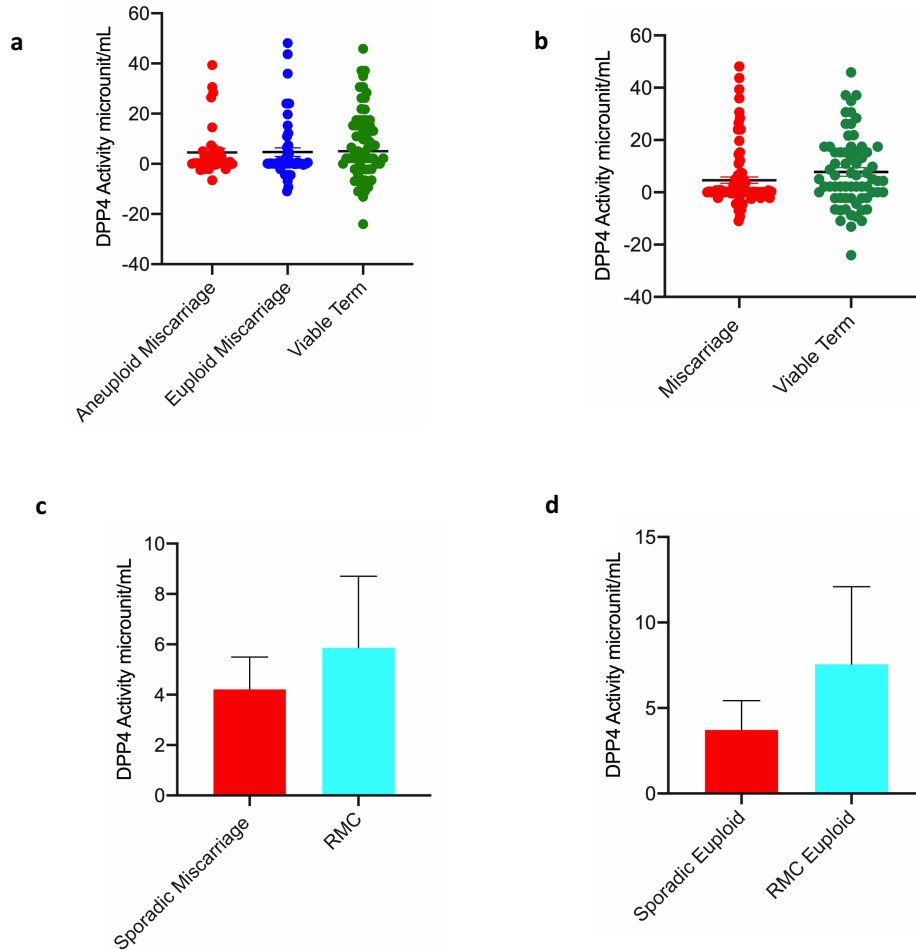 a
DPP4 Activity microunit/mL
60
40
20
0
-20
-40
Aneuploid Miscarriage
Euploid Miscarriage
Viable Term
b
DPP4 Activity microunit/mL
60
40
20
0
-20
-40
Miscarriage
Viable Term
c
DPP4 Activity microunit/mL
10
8
6
4
2
0
Sporadic Miscarriage
RMC
d
DPP4 Activity microunit/mL
15
10
5
0
Sporadic Euploid
RMC Euploid